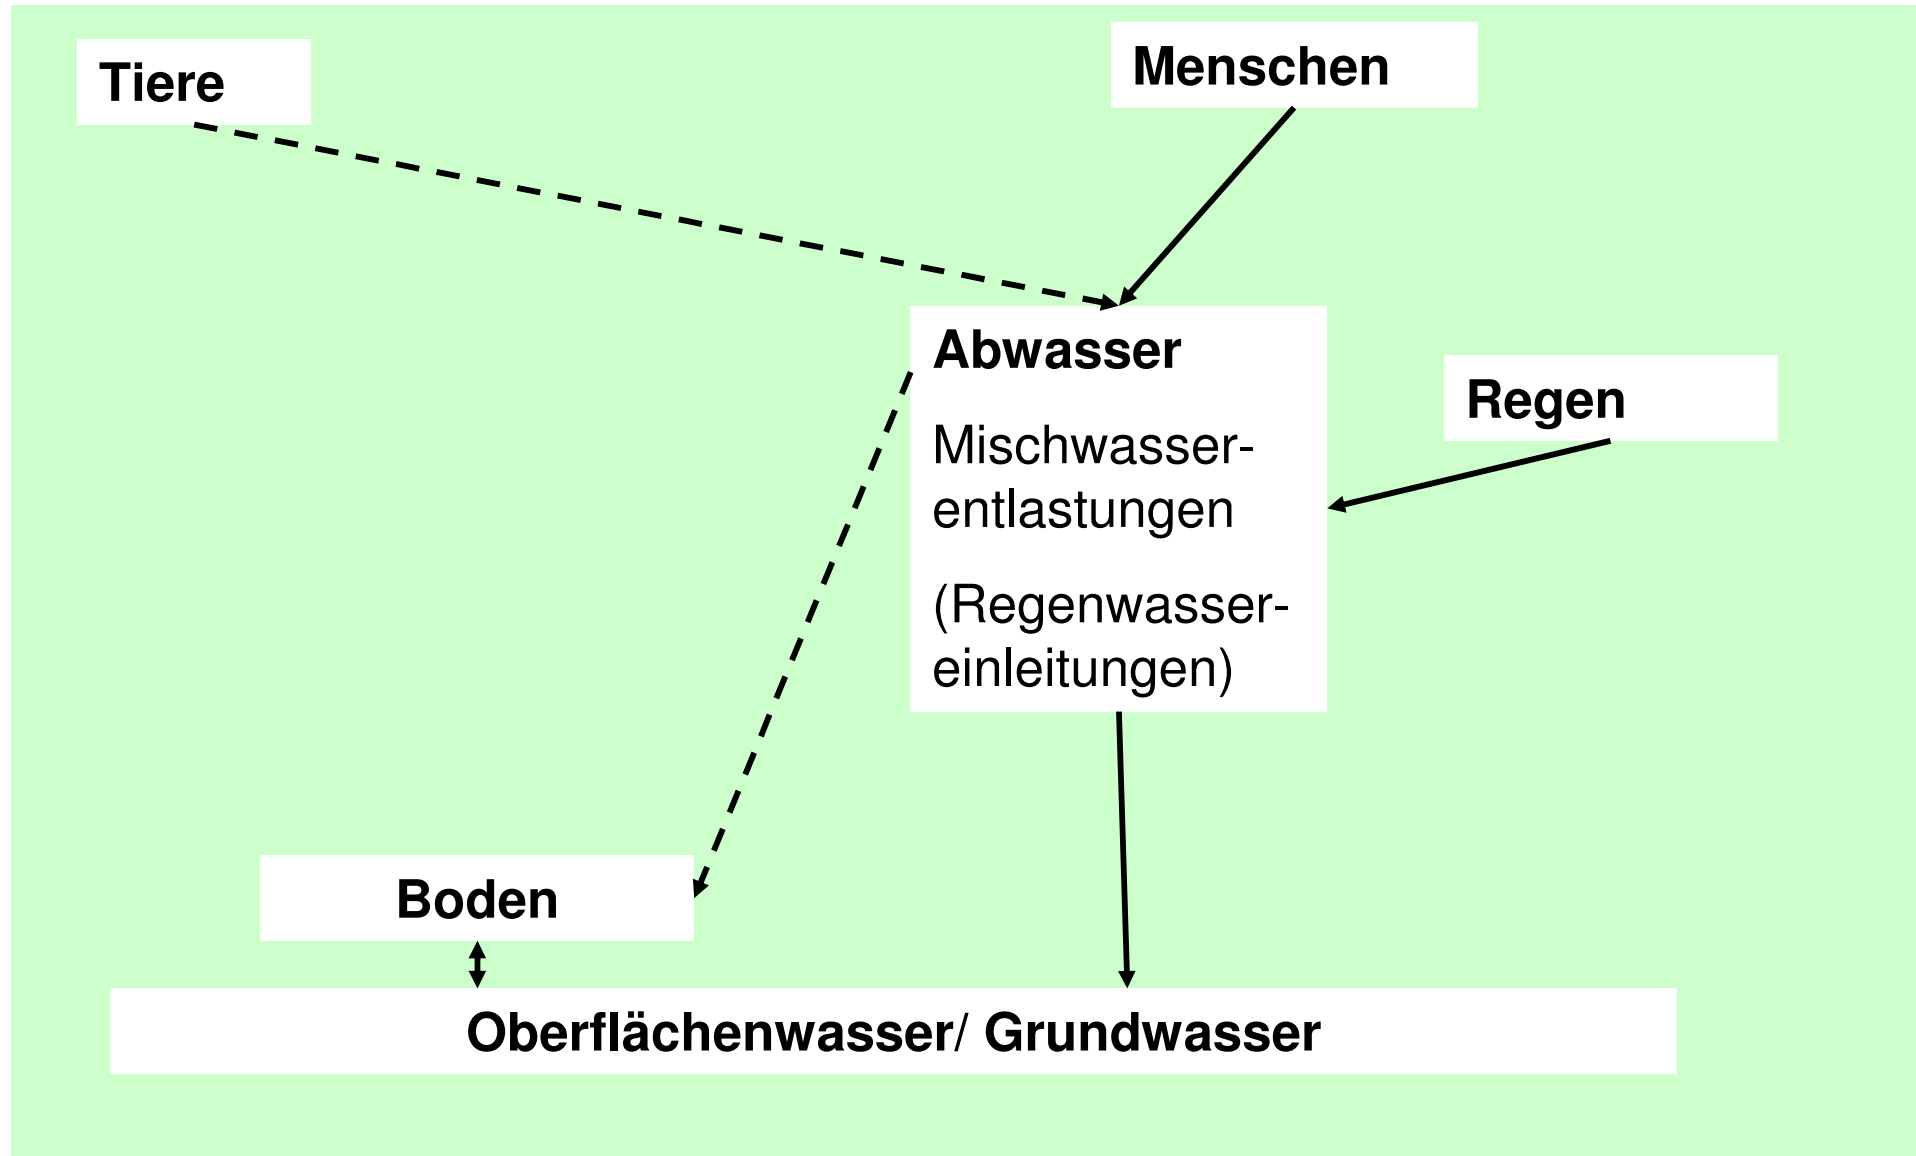 Tiere
Menschen
Abwasser
Mischwasser-
entlastungen
(Regenwasser-
einleitungen)
Regen
Boden
Oberflächenwasser/ Grundwasser